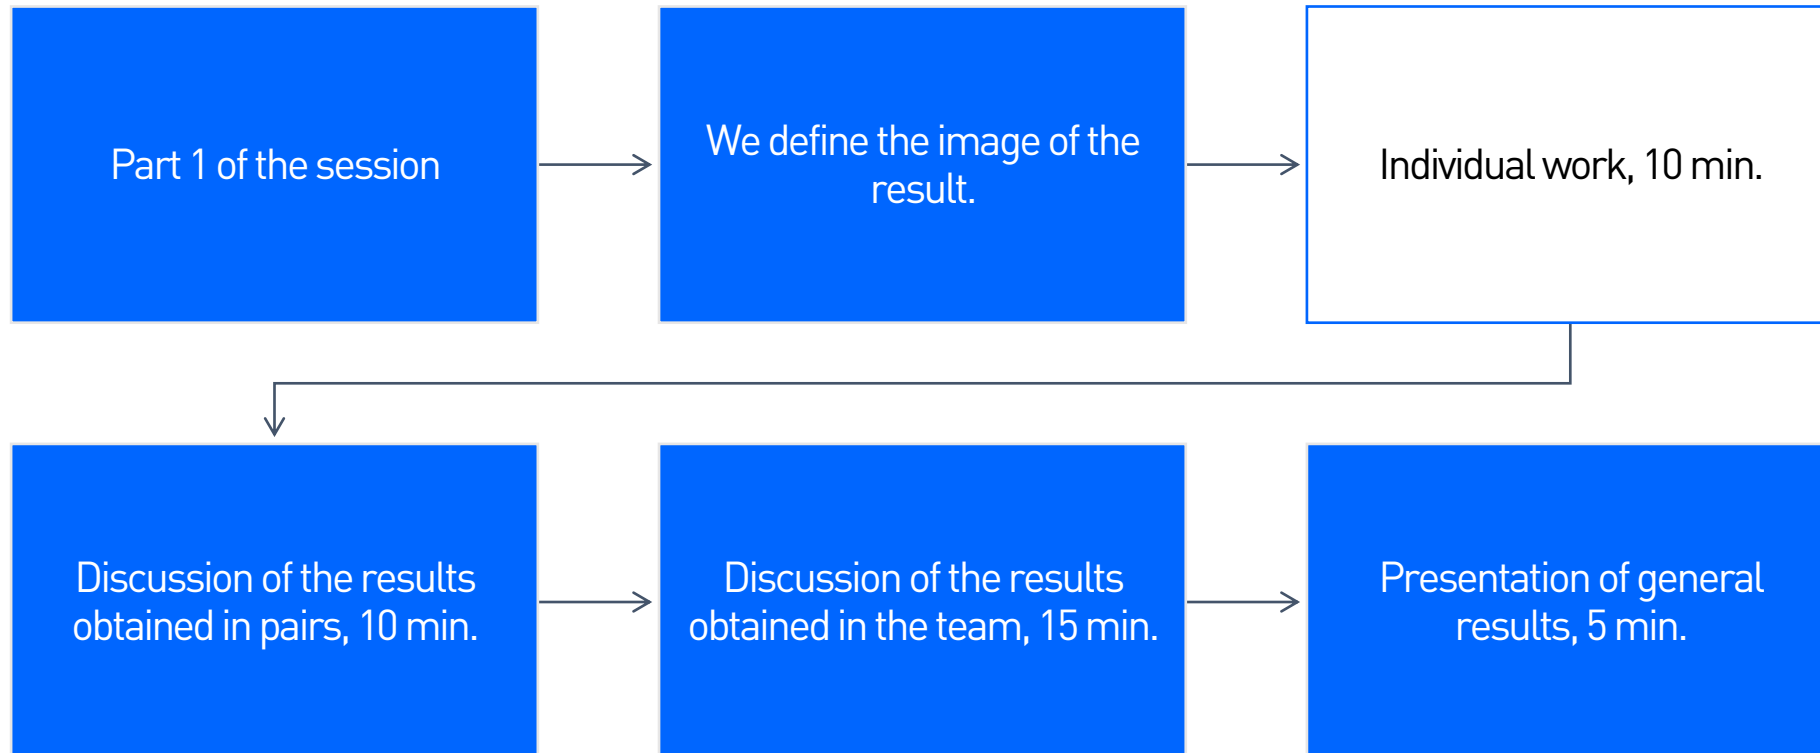 Part 1 of the session
We define the image of the
result.
Individual work, 10 min.
Discussion of the results
obtained in pairs, 10 min.
Discussion of the results
obtained in the team, 15 min.
Presentation of general
results, 5 min.